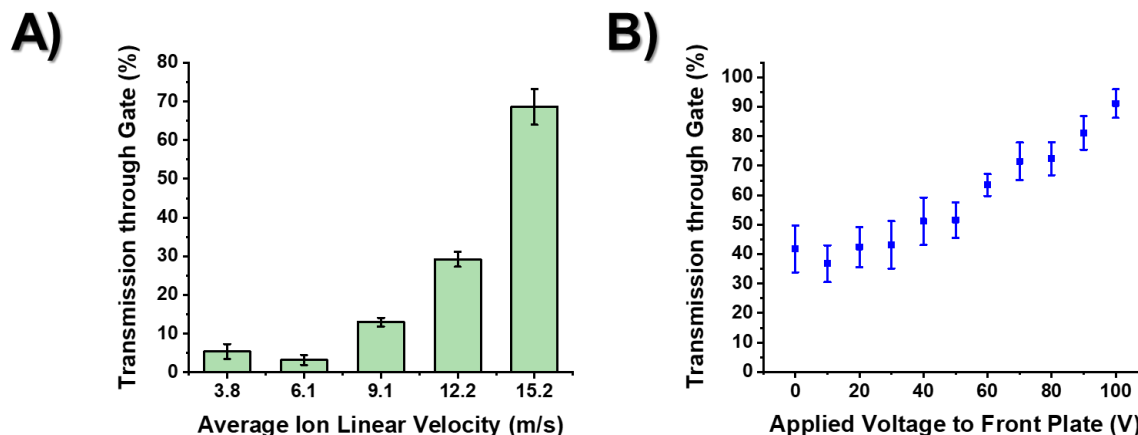 A)
Transmission through Gate (%)
80
70
60
50
40
30
20
10
0
3.8 6.1 9.1 12.2 15.2
Average Ion Linear Velocity (m/s)
B)
Transmission through Gate (%)
100
90
80
70
60
50
40
30
20
10
0
0 20 40 60 80 100
Applied Voltage to Front Plate (V)